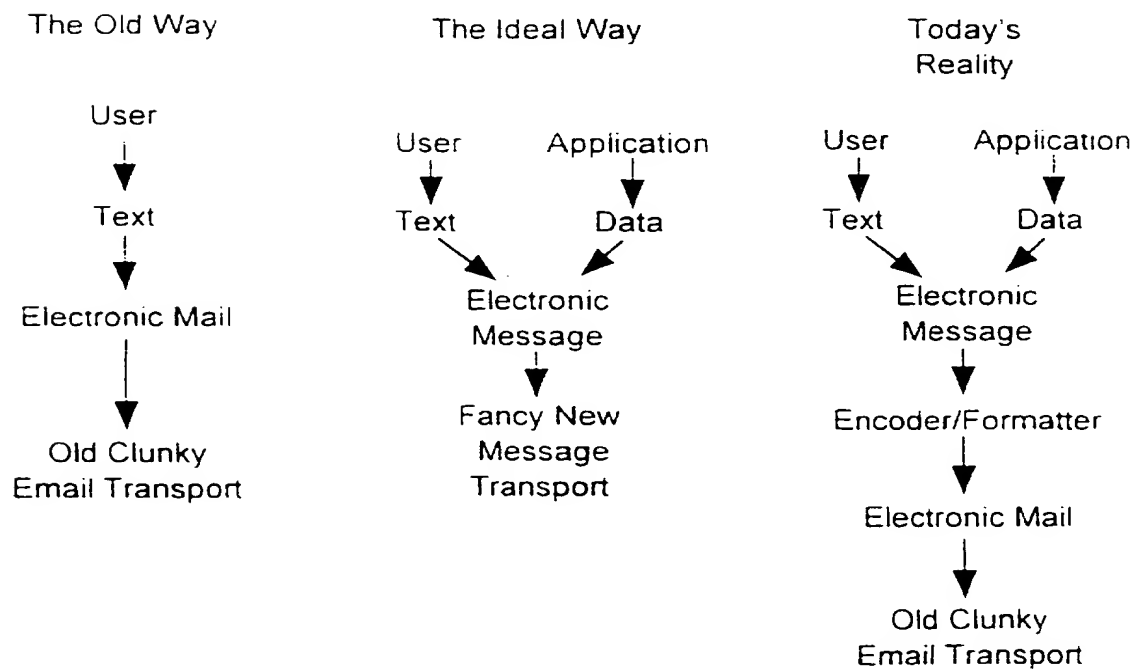 The Old Way
User
Text
Electronic Mail
Old Clunky
Email Transport
The Ideal Way
User
Application
Text
Data
Electronic
Message
Fancy New
Message
Transport
Today's
Reality
User
Application
Text
Data
Electronic
Message
Encoder/Formatter
Electronic Mail
Old Clunky
Email Transport